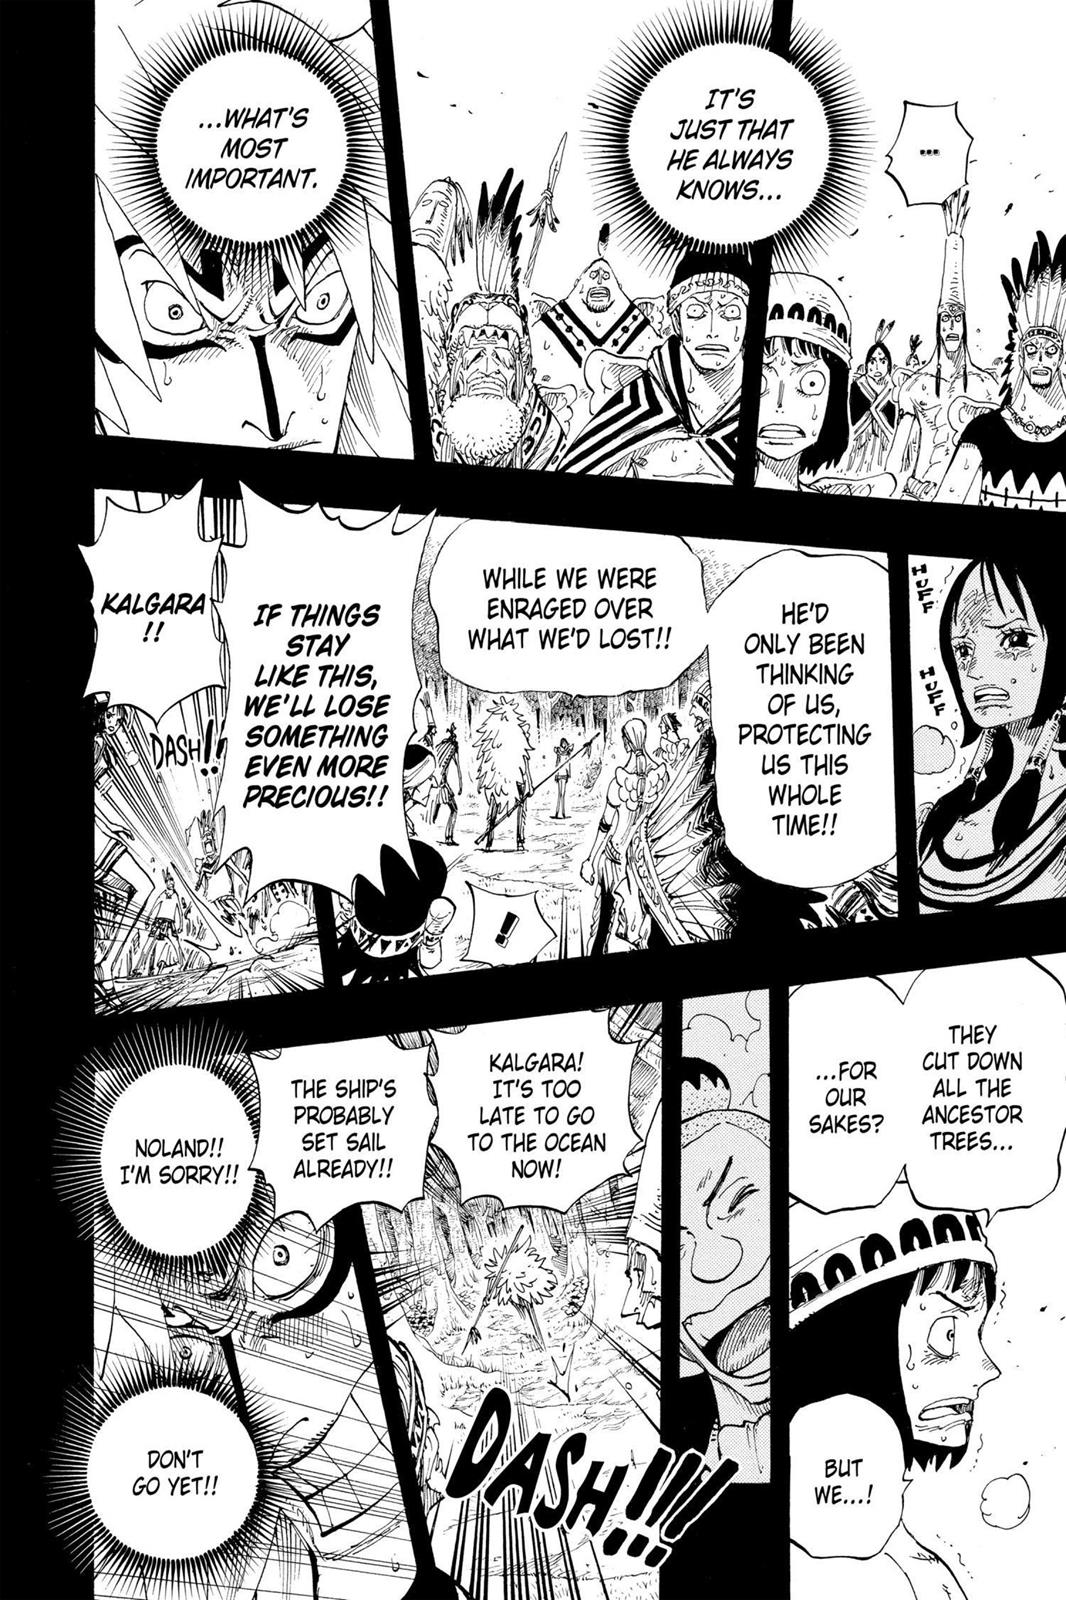 ...
IT'S
JUST THAT
HE ALWAYS
KNOWS...
...WHAT'S
MOST
IMPORTANT.
HUFF
HUFF
HE'D
ONLY BEEN
THINKING
OF US,
PROTECTING
US THIS
WHOLE
TIME!!
WHILE WE WERE
ENRAGED OVER
WHAT WE'D LOST!!
!
IF THINGS
STAY
LIKE THIS,
WE'LL LOSE
SOMETHING
EVEN MORE
PRECIOUS!!
KALGARA
!!
DASH!!
THEY
CUT DOWN
ALL THE
ANCESTOR
TREES...
...FOR
OUR
SAKES?
BUT
WE...!
KALGARA!
IT'S TOO
LATE TO GO
TO THE OCEAN
NOW!
THE SHIP'S
PROBABLY
SET SAIL
ALREADY!!
DASH!!!
NOLAND!!
I'M SORRY!!
DON'T
GO YET!!